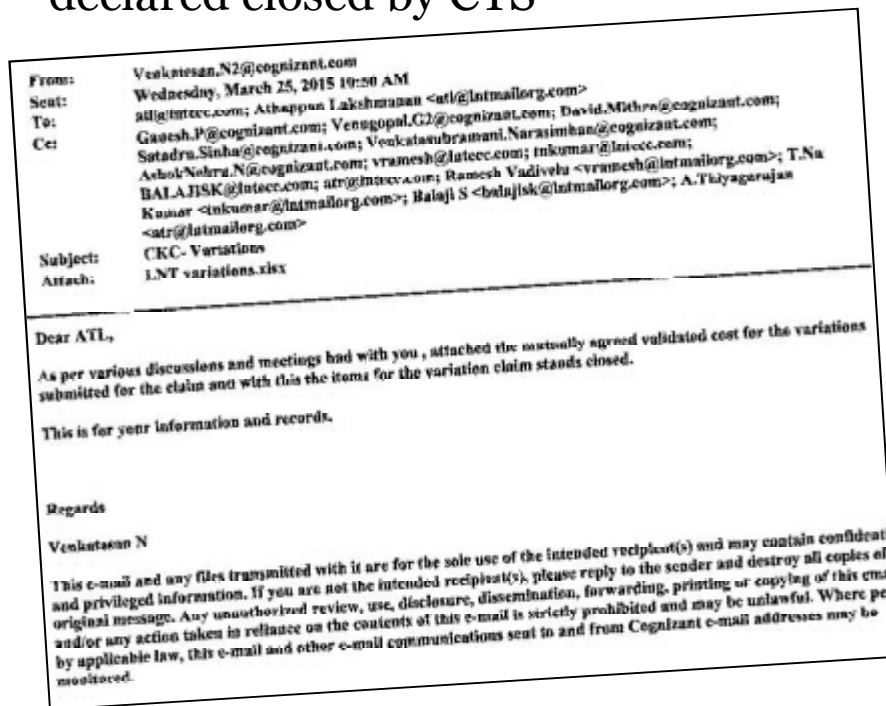 declared closed by CTS
From: Venkatesan.N2@cognizant.com
Sent: Wednesday, March 25, 2015 10:50 AM
To: atl@lntecc.com; Athappan Lakshmanan <atl@lntmailorg.com>
Cc: Ganesh.P@cognizant.com; Venugopal.G2@cognizant.com; David.Mithra@cognizant.com;
Satadru.Sinha@cognizant.com; Venkatasubramani.Narasimhan@cognizant.com;
AshokNehru.N@cognizant.com; vramesh@lntecc.com; tnkumar@lntecc.com;
BALAJISK@lntecc.com; atr@lntecc.com; Ramesh Vadivelu <vramesh@lntmailorg.com>; T.Na
Kumar <tnkumar@lntmailorg.com>; Balaji S <balajisk@lntmailorg.com>; A.Thiyagarajan
<atr@lntmailorg.com>
Subject: CKC- Variations
Attach: LNT variations.xlsx
Dear ATL,
As per various discussions and meetings had with you , attached the mutually agreed validated cost for the variations
submitted for the claim and with this the items for the variation claim stands closed.
This is for your information and records.
Regards
Venkatesan N
This e-mail and any files transmitted with it are for the sole use of the intended recipient(s) and may contain confidenti
and privileged information. If you are not the intended recipient(s), please reply to the sender and destroy all copies of
original message. Any unauthorized review, use, disclosure, dissemination, forwarding, printing or copying of this ema
and/or any action taken in reliance on the contents of this e-mail is strictly prohibited and may be unlawful. Where pe
by applicable law, this e-mail and other e-mail communications sent to and from Cognizant e-mail addresses may be
monitored.